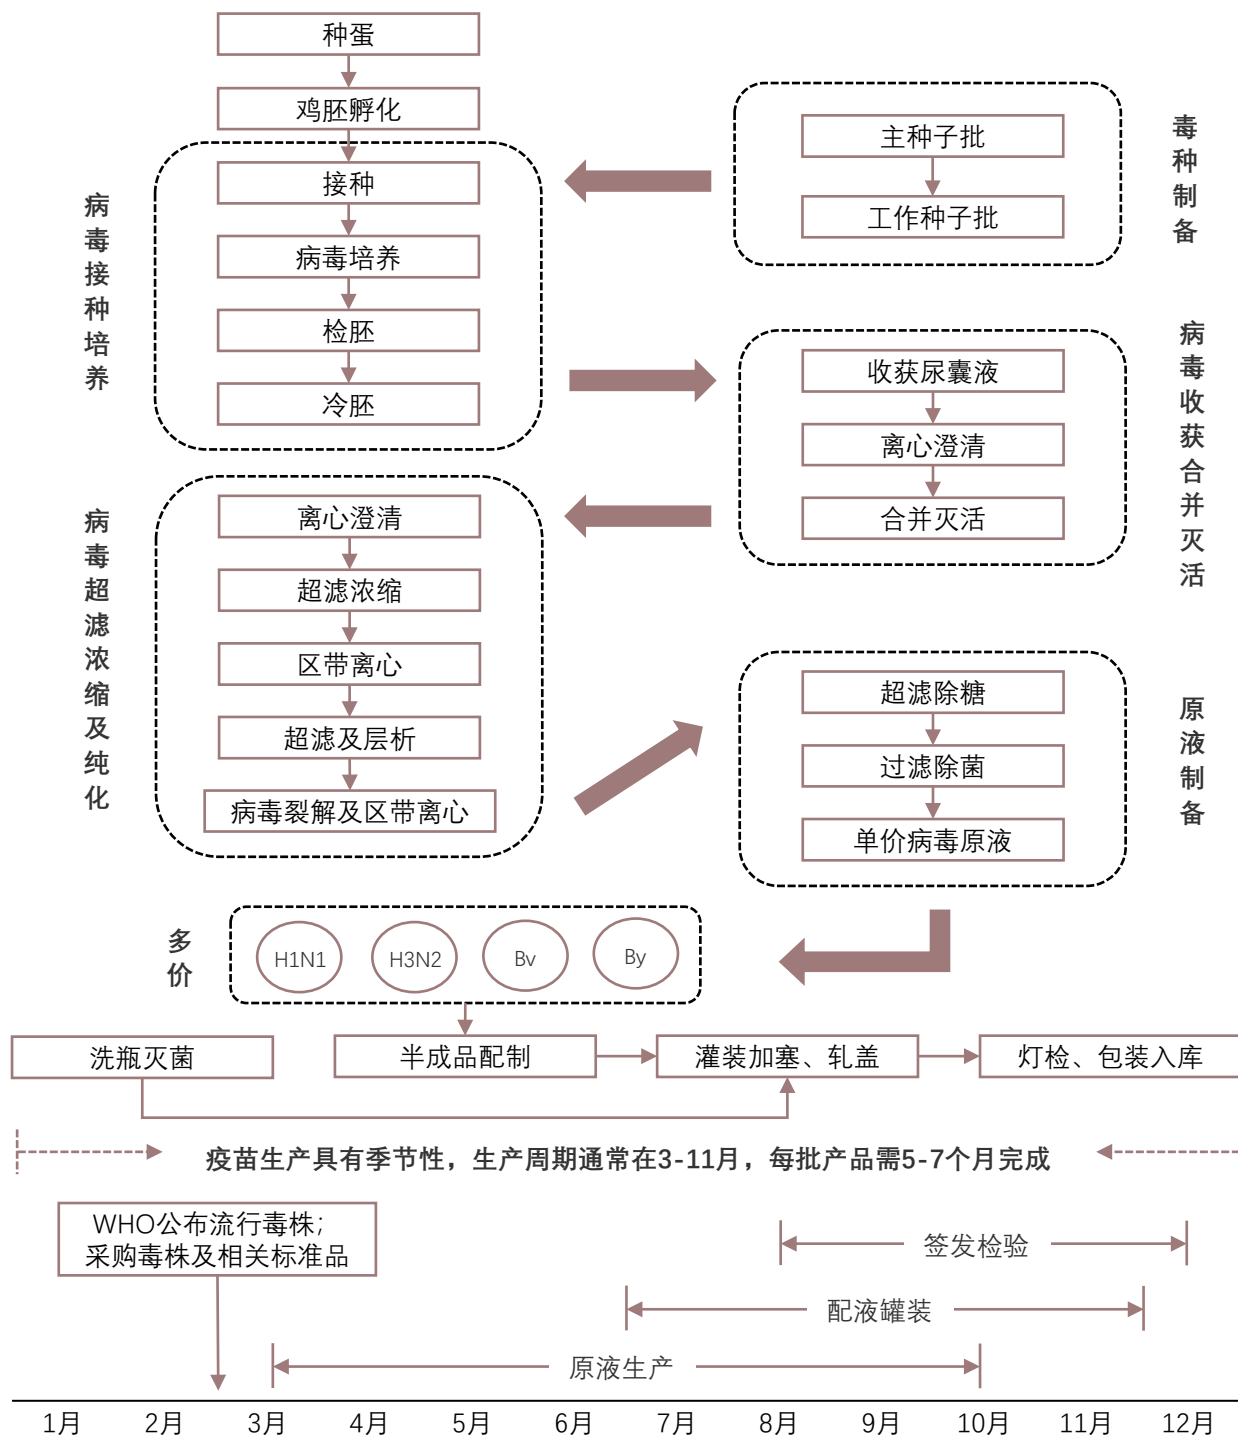 种蛋
鸡胚孵化
病毒接种培养
接种
病毒培养
检胚
冷胚
毒种制备
主种子批
工作种子批
病毒收获合并灭活
收获尿囊液
离心澄清
合并灭活
病毒超滤浓缩及纯化
离心澄清
超滤浓缩
区带离心
超滤及层析
病毒裂解及区带离心
原液制备
超滤除糖
过滤除菌
单价病毒原液
多价
H1N1
H3N2
Bv
By
洗瓶灭菌
半成品配制
灌装加塞、轧盖
灯检、包装入库
疫苗生产具有季节性，生产周期通常在3-11月，每批产品需5-7个月完成
WHO公布流行毒株；
采购毒株及相关标准品
签发检验
配液罐装
原液生产
1月 2月 3月 4月 5月 6月 7月 8月 9月 10月 11月 12月